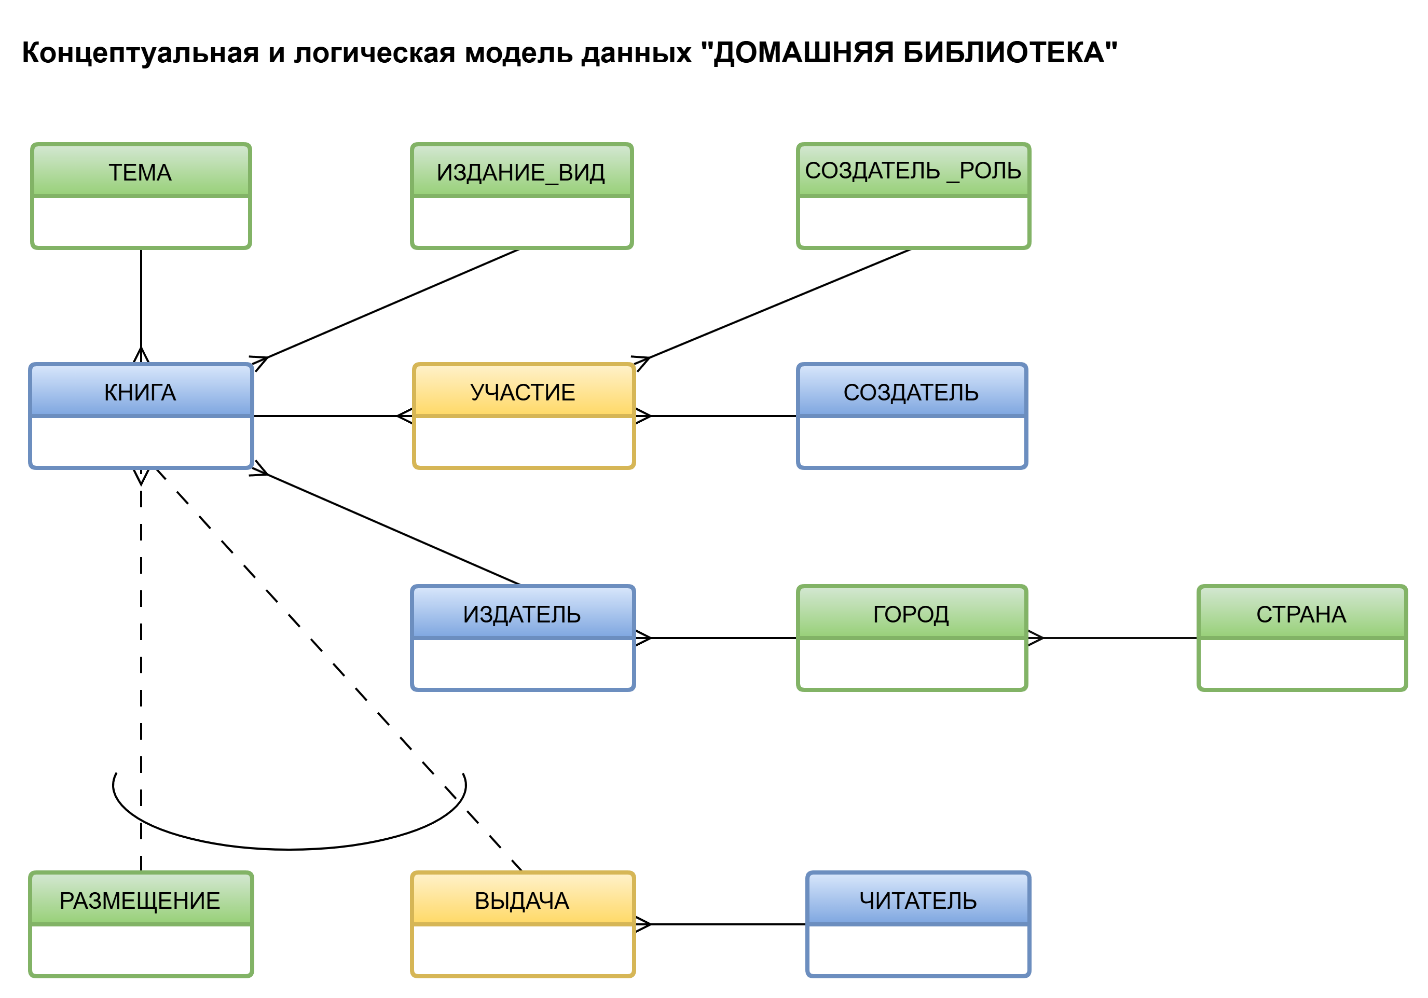 Концептуальная и логическая модель данных "ДОМАШНЯЯ БИБЛИОТЕКА"
ТЕМА
ИЗДАНИЕ_ВИД
СОЗДАТЕЛЬ _РОЛЬ
КНИГА
УЧАСТИЕ
СОЗДАТЕЛЬ
ИЗДАТЕЛЬ
ГОРОД
СТРАНА
РАЗМЕЩЕНИЕ
ВЫДАЧА
ЧИТАТЕЛЬ